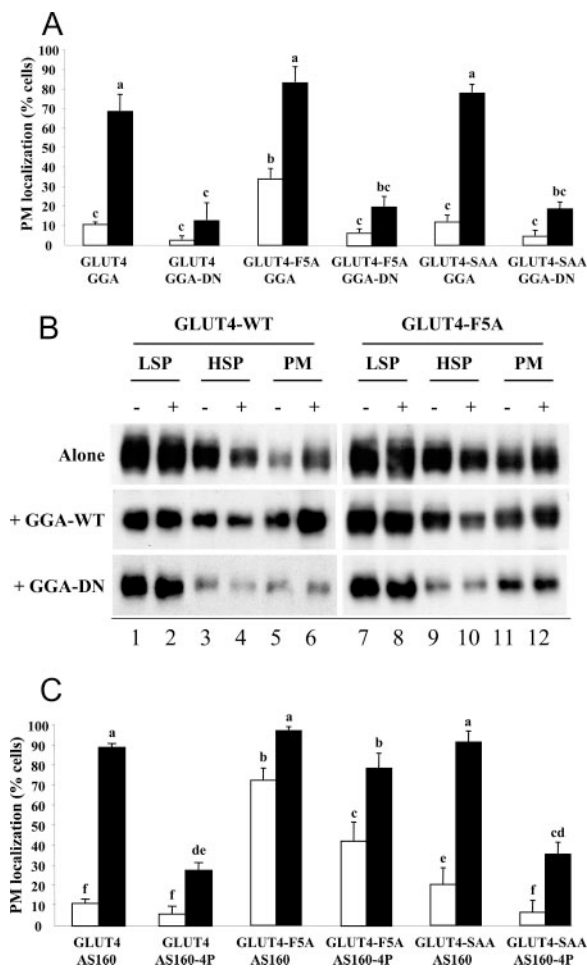 A
PM localization (% cells)
100
90
80
70
60
50
40
30
20
10
0
a
c
c
c
a
b
bc
c
a
c
bc
c
GLUT4 GLUT4 GLUT4-F5A GLUT4-F5A GLUT4-SAA GLUT4-SAA
GGA GGA-DN GGA GGA-DN GGA GGA-DN
B
GLUT4-WT GLUT4-F5A
LSP HSP PM LSP HSP PM
- + - + - + - + - + - +
Alone
+ GGA-WT
+ GGA-DN
1 2 3 4 5 6 7 8 9 10 11 12
C
PM localization (% cells)
100
90
80
70
60
50
40
30
20
10
0
a
f
de
f
a
b
b
c
a
e
cd
f
GLUT4 GLUT4 GLUT4-F5A GLUT4-F5A GLUT4-SAA GLUT4-SAA
AS160 AS160-4P AS160 AS160-4P AS160 AS160-4P